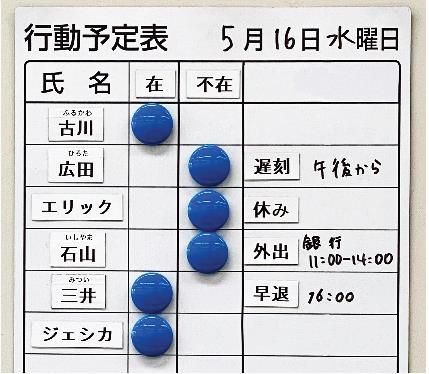 行動予定表 5月16日水曜日
氏名 在 不在
ふるかわ
古川
ひろた
広田 遅刻 午後から
エリック 休み
いしやま
石山 外出 銀行
11:00-14:00
みつい
三井 早退 16:00
ジェシカ